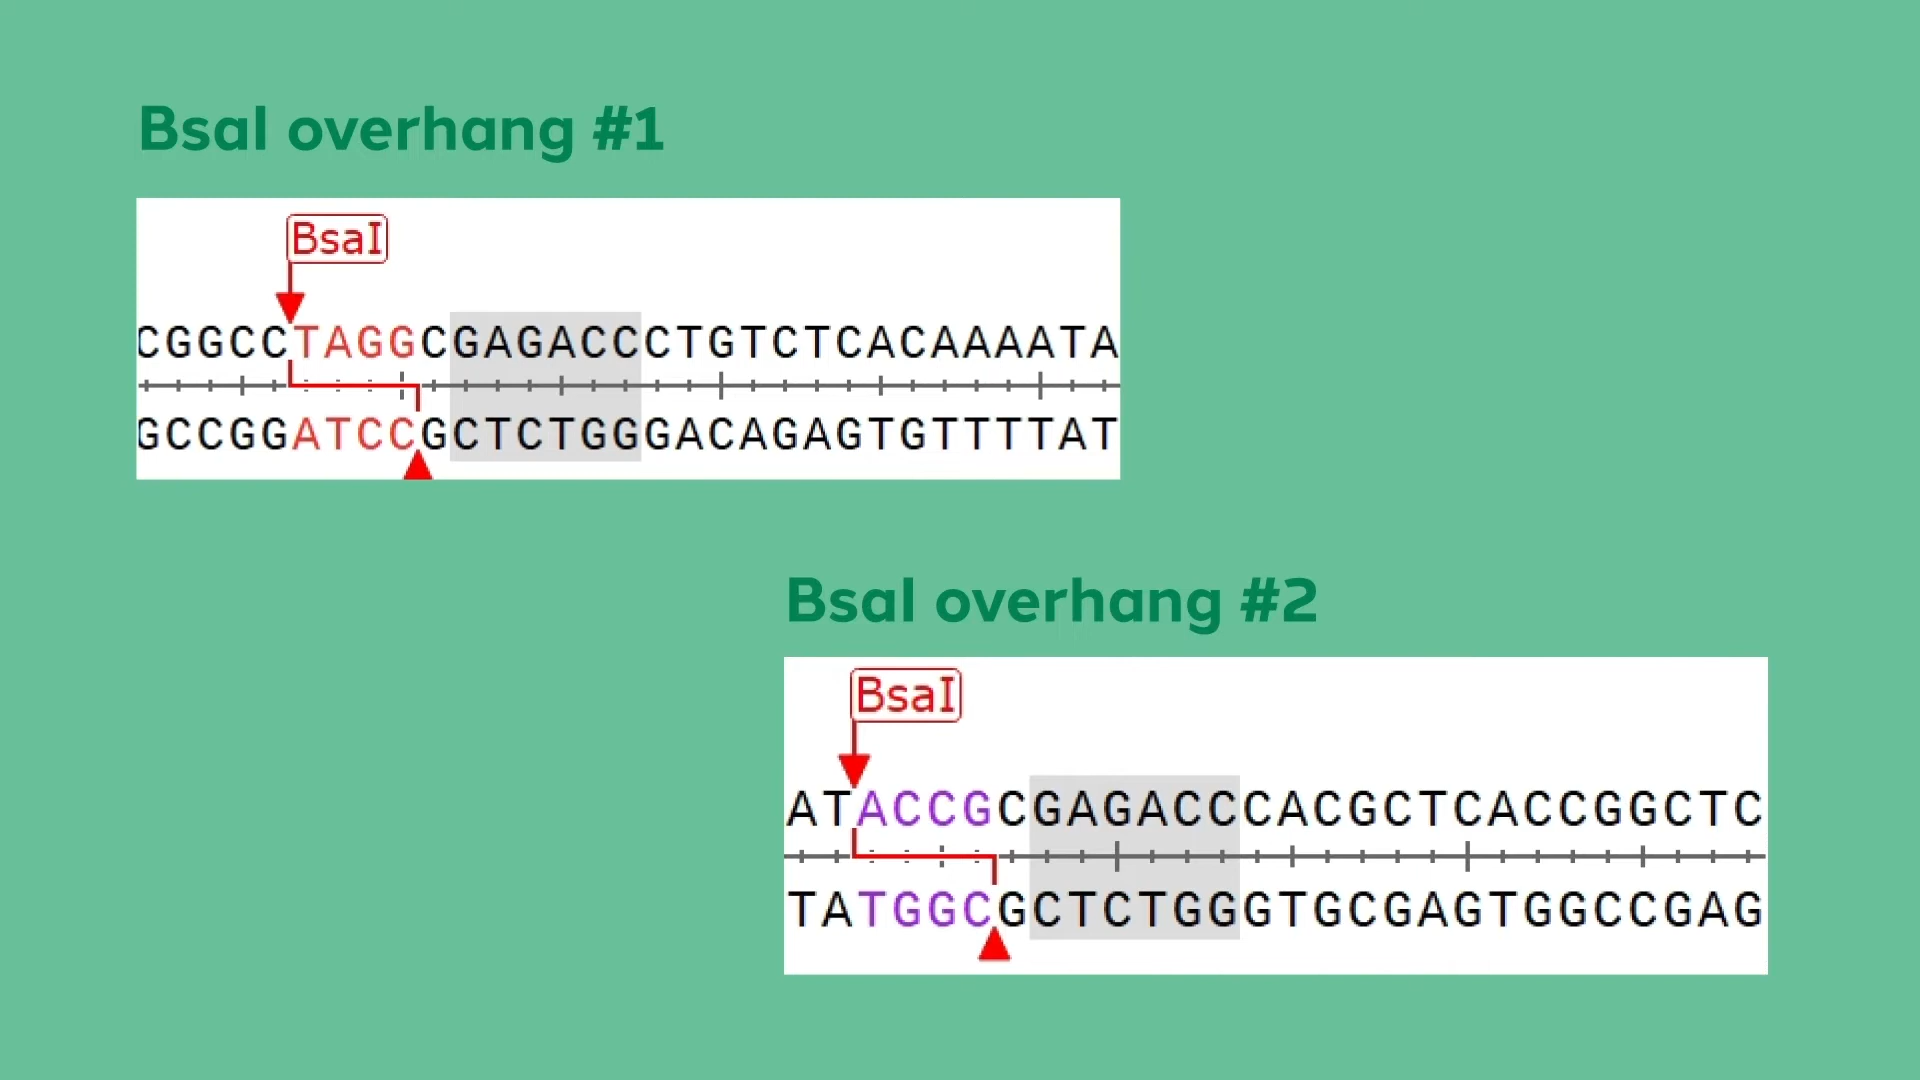 BsaI overhang #1
BsaI
CGGCCTAGGCGAGACCCTGTCTCACAAAATA
GCCGGATCCGCTCTGGGACAGAGTGTTTTAT
BsaI overhang #2
BsaI
ATACCGCGAGACCCACGCTCACCGGCTC
TATGGCGCTCTGGGTGCGAGTGGCCGAG